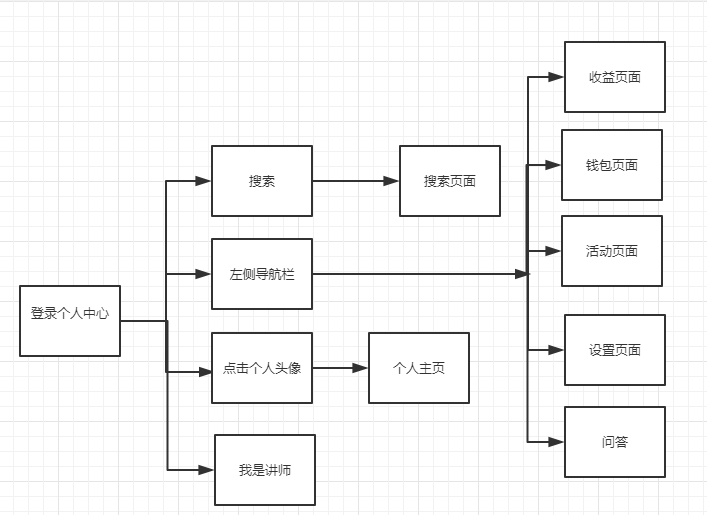 收益页面
钱包页面
搜索
搜索页面
活动页面
左侧导航栏
登录个人中心
设置页面
点击个人头像
个人主页
问答
我是讲师